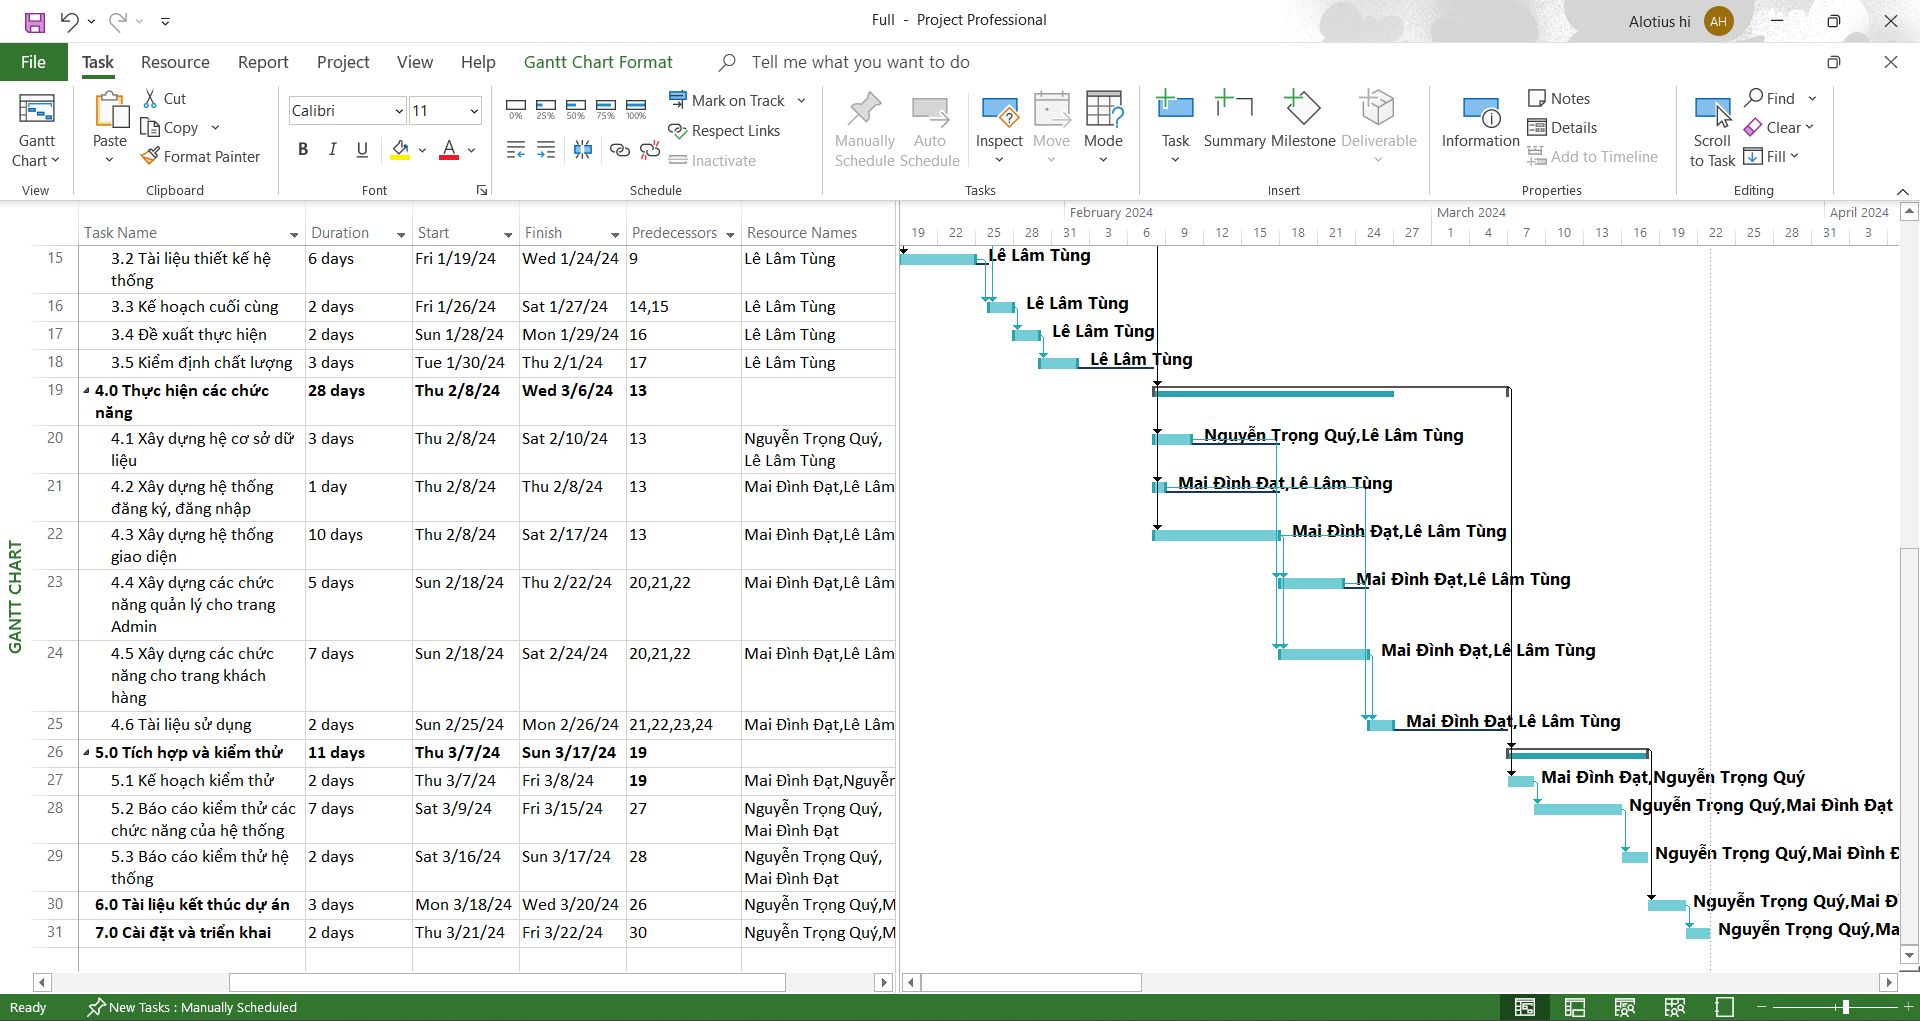 Full - Project Professional
Alotius hi
AH
File
Task
Resource
Report
Project
View
Help
Gantt Chart Format
Tell me what you want to do
Gantt
Chart
View
Paste
Cut
Copy
Format Painter
Clipboard
Calibri
11
B I U
A
Font
0% 25% 50% 75% 100%
Mark on Track
Respect Links
Inactivate
Schedule
Manually
Schedule
Auto
Schedule
Inspect
Move
Mode
Tasks
Task
Summary
Milestone
Deliverable
Insert
Information
Notes
Details
Add to Timeline
Properties
Scroll
to Task
Find
Clear
Fill
Editing
GANTT CHART
Task Name Duration Start Finish Predecessors Resource Names
15 3.2 Tài liệu thiết kế hệ 6 days Fri 1/19/24 Wed 1/24/24 9 Lê Lâm Tùng
thống
16 3.3 Kế hoạch cuối cùng 2 days Fri 1/26/24 Sat 1/27/24 14,15 Lê Lâm Tùng
17 3.4 Đề xuất thực hiện 2 days Sun 1/28/24 Mon 1/29/24 16 Lê Lâm Tùng
18 3.5 Kiểm định chất lượng 3 days Tue 1/30/24 Thu 2/1/24 17 Lê Lâm Tùng
19 4.0 Thực hiện các chức 28 days Thu 2/8/24 Wed 3/6/24 13
năng
20 4.1 Xây dựng hệ cơ sở dữ 3 days Thu 2/8/24 Sat 2/10/24 13 Nguyễn Trọng Quý,
liệu Lê Lâm Tùng
21 4.2 Xây dựng hệ thống 1 day Thu 2/8/24 Thu 2/8/24 13 Mai Đình Đạt,Lê Lâm
đăng ký, đăng nhập
22 4.3 Xây dựng hệ thống 10 days Thu 2/8/24 Sat 2/17/24 13 Mai Đình Đạt,Lê Lâm
giao diện
23 4.4 Xây dựng các chức 5 days Sun 2/18/24 Thu 2/22/24 20,21,22 Mai Đình Đạt,Lê Lâm
năng quản lý cho trang
Admin
24 4.5 Xây dựng các chức 7 days Sun 2/18/24 Sat 2/24/24 20,21,22 Mai Đình Đạt,Lê Lâm
năng cho trang khách
hàng
25 4.6 Tài liệu sử dụng 2 days Sun 2/25/24 Mon 2/26/24 21,22,23,24 Mai Đình Đạt,Lê Lâm
26 5.0 Tích hợp và kiểm thử 11 days Thu 3/7/24 Sun 3/17/24 19
27 5.1 Kế hoạch kiểm thử 2 days Thu 3/7/24 Fri 3/8/24 19 Mai Đình Đạt,Nguyễn
28 5.2 Báo cáo kiểm thử các 7 days Sat 3/9/24 Fri 3/15/24 27 Nguyễn Trọng Quý,
chức năng của hệ thống Mai Đình Đạt
29 5.3 Báo cáo kiểm thử hệ 2 days Sat 3/16/24 Sun 3/17/24 28 Nguyễn Trọng Quý,
thống Mai Đình Đạt
30 6.0 Tài liệu kết thúc dự án 3 days Mon 3/18/24 Wed 3/20/24 26 Nguyễn Trọng Quý,M
31 7.0 Cài đặt và triển khai 2 days Thu 3/21/24 Fri 3/22/24 30 Nguyễn Trọng Quý,M
February 2024 March 2024 April 2024
19 22 25 28 31 3 6 9 12 15 18 21 24 27 1 4 7 10 13 16 19 22 25 28 31 3
Lê Lâm Tùng
Lê Lâm Tùng
Lê Lâm Tùng
Lê Lâm Tùng
Nguyễn Trọng Quý,Lê Lâm Tùng
Mai Đình Đạt,Lê Lâm Tùng
Mai Đình Đạt,Lê Lâm Tùng
Mai Đình Đạt,Lê Lâm Tùng
Mai Đình Đạt,Lê Lâm Tùng
Mai Đình Đạt,Lê Lâm Tùng
Mai Đình Đạt,Nguyễn Trọng Quý
Nguyễn Trọng Quý,Mai Đình Đạt
Nguyễn Trọng Quý,Mai Đình Đ
Nguyễn Trọng Quý,Mai Đ
Nguyễn Trọng Quý,Ma
Ready
New Tasks : Manually Scheduled